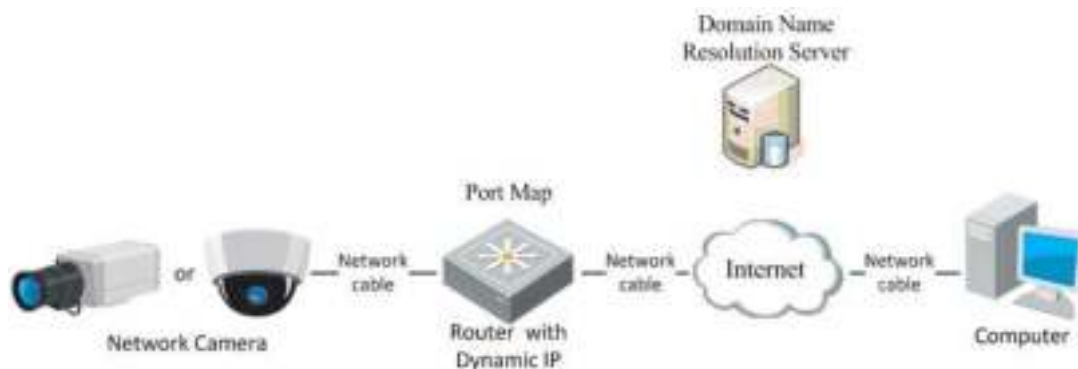 Domain Name
Resolution Server
Port Map
or
Network
cable
Network
cable
Internet
Network
cable
Network Camera
Router with
Dynamic IP
Computer